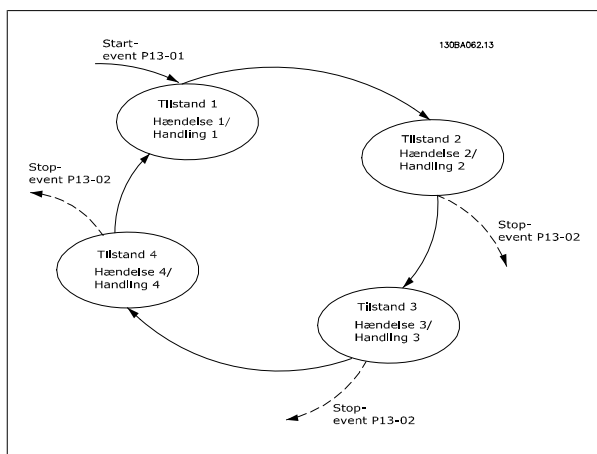 Start-
event P13-01
130BA062.13
Tilstand 1
Hændelse 1/
Handling 1
Tilstand 2
Hændelse 2/
Handling 2
Stop-
event P13-02
Stop-
event P13-02
Tilstand 4
Hændelse 4/
Handling 4
Tilstand 3
Hændelse 3/
Handling 3
Stop-
event P13-02